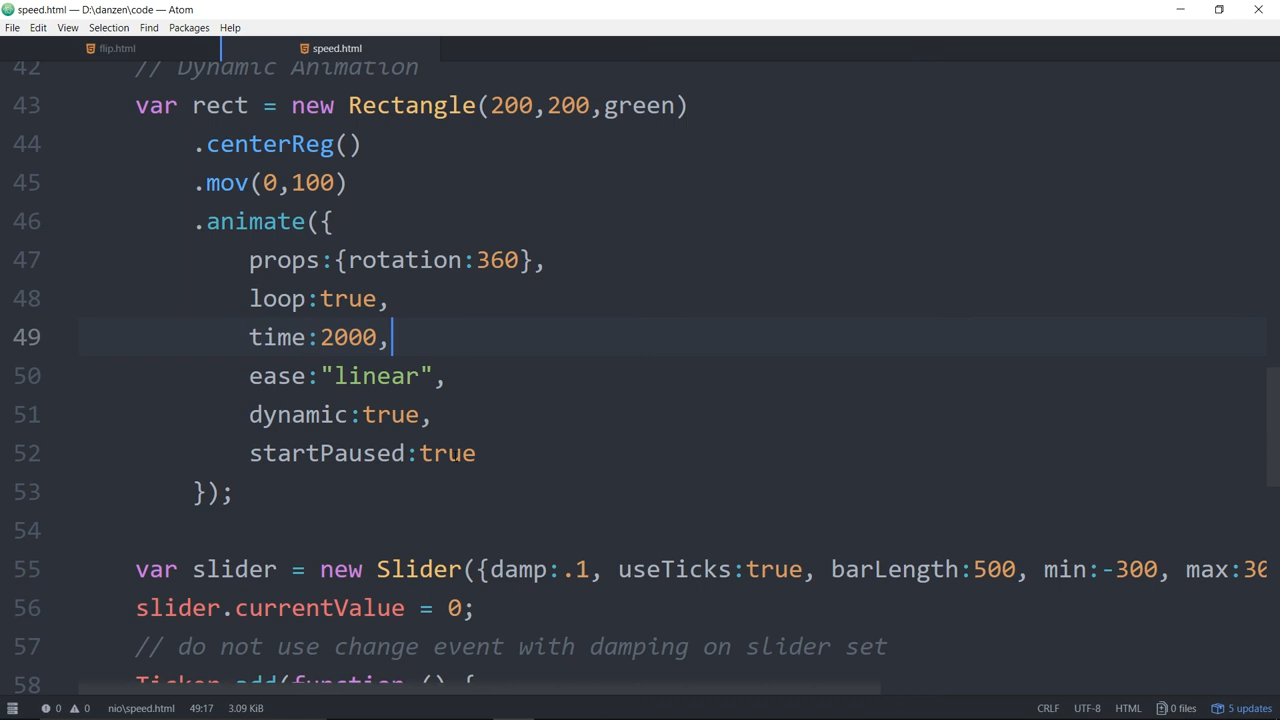 speed.html — D:\danzen\code — Atom
File Edit View Selection Find Packages Help
flip.html speed.html
42 // Dynamic Animation
43 var rect = new Rectangle(200,200,green)
44 .centerReg()
45 .mov(0,100)
46 .animate({
47 props:{rotation:360},
48 loop:true,
49 time:2000,
50 ease:"linear",
51 dynamic:true,
52 startPaused:true
53 });
54
55 var slider = new Slider({damp:.1, useTicks:true, barLength:500, min:-300, max:30
56 slider.currentValue = 0;
57 // do not use change event with damping on slider set
58 Ticker.add(function () {
0 0 nio\speed.html 49:17 3.09 KiB CRLF UTF-8 HTML 0 files 5 updates